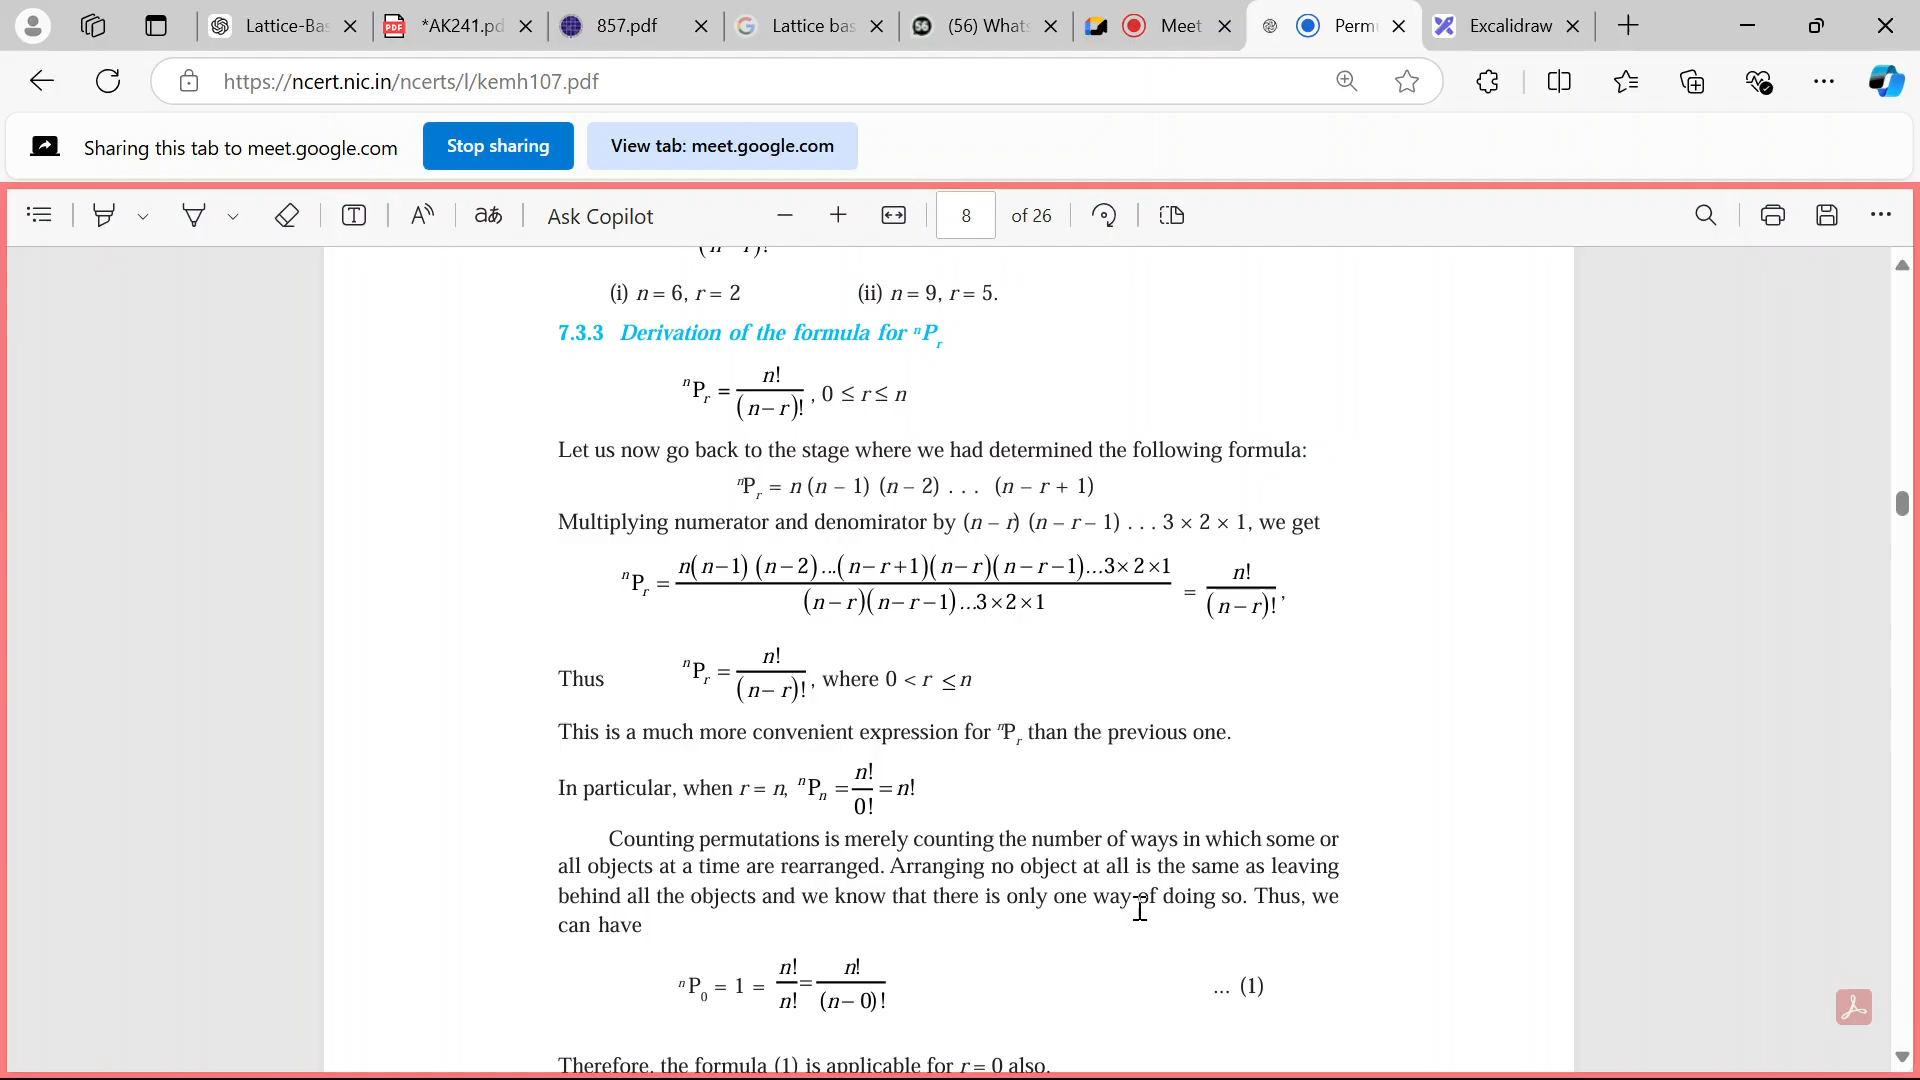 Lattice-Bas
*AK241.pd
857.pdf
Lattice bas
(56) Whats
Meet
Perm
Excalidraw
https://ncert.nic.in/ncerts/l/kemh107.pdf
Sharing this tab to meet.google.com
Stop sharing
View tab: meet.google.com
Ask Copilot
8
of 26
(i) n = 6, r = 2 (ii) n = 9, r = 5.
7.3.3 Derivation of the formula for ⁿPᵣ
ⁿPᵣ = n!/(n − r)!, 0 ≤ r ≤ n
Let us now go back to the stage where we had determined the following formula:
ⁿPᵣ = n (n – 1) (n – 2) . . . (n – r + 1)
Multiplying numerator and denomirator by (n – r) (n – r – 1) . . . 3 × 2 × 1, we get
ⁿPᵣ = n(n−1)(n−2)...(n−r+1)(n−r)(n−r−1)...3×2×1/(n−r)(n−r−1)...3×2×1 = n!/(n−r)!,
Thus ⁿPᵣ = n!/(n−r)!, where 0 < r ≤ n
This is a much more convenient expression for ⁿPᵣ than the previous one.
In particular, when r = n, ⁿPₙ = n!/0! = n!
Counting permutations is merely counting the number of ways in which some or
all objects at a time are rearranged. Arranging no object at all is the same as leaving
behind all the objects and we know that there is only one way of doing so. Thus, we
can have
ⁿP₀ = 1 = n!/n! = n!/(n−0)! ... (1)
Therefore, the formula (1) is applicable for r = 0 also.